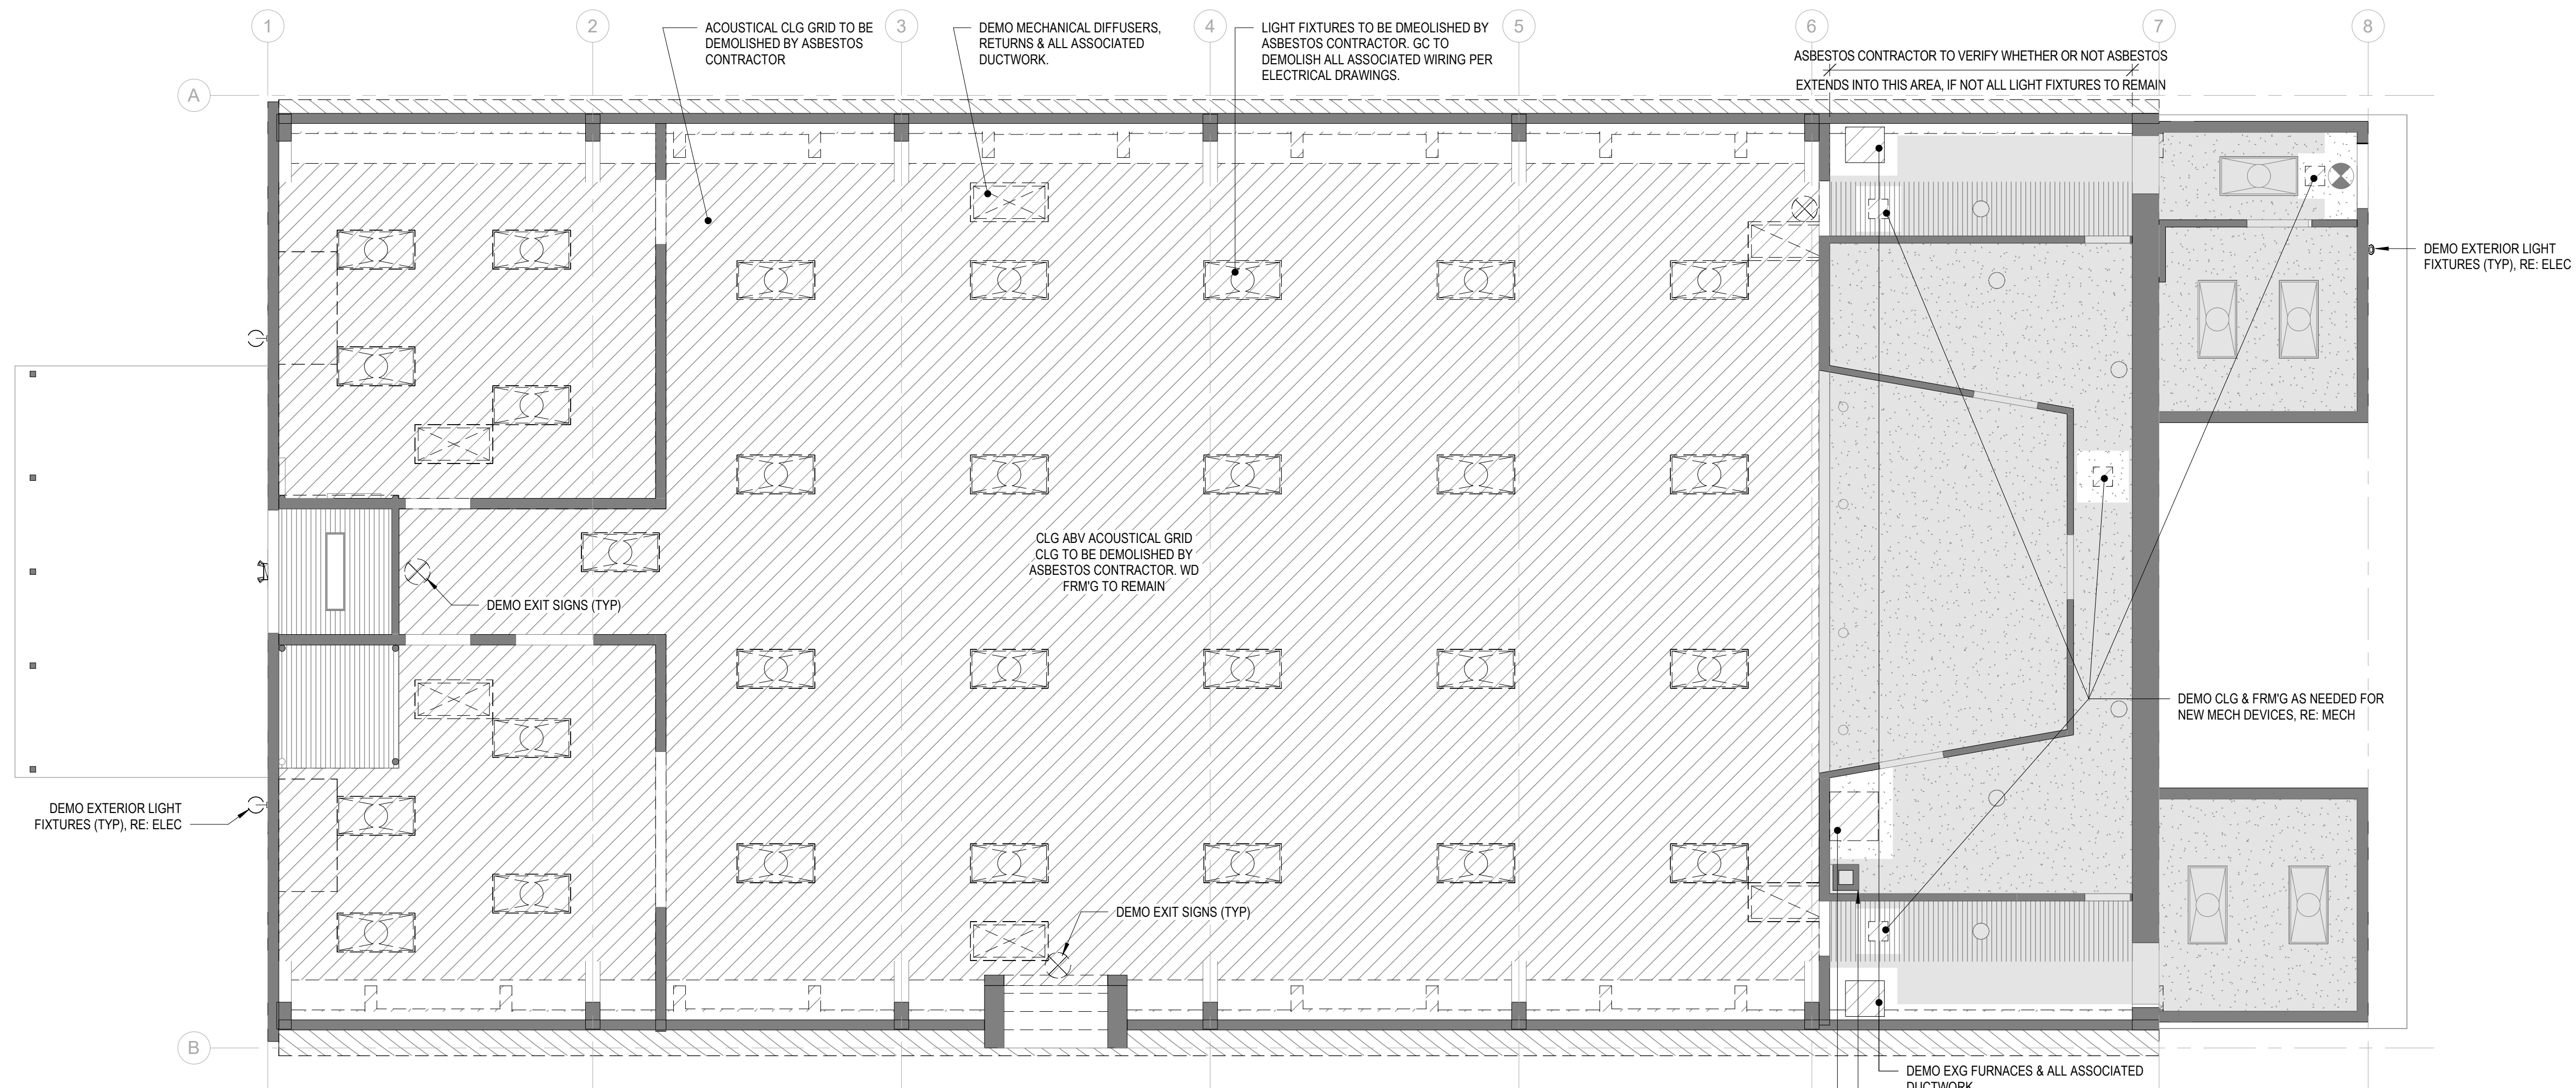 1
2
3
4
5
6
7
8
ACOUSTICAL CLG GRID TO BE
DEMOLISHED BY ASBESTOS
CONTRACTOR
DEMO MECHANICAL DIFFUSERS,
RETURNS & ALL ASSOCIATED
DUCTWORK.
LIGHT FIXTURES TO BE DMEOLISHED BY
ASBESTOS CONTRACTOR. GC TO
DEMOLISH ALL ASSOCIATED WIRING PER
ELECTRICAL DRAWINGS.
ASBESTOS CONTRACTOR TO VERIFY WHETHER OR NOT ASBESTOS
EXTENDS INTO THIS AREA, IF NOT ALL LIGHT FIXTURES TO REMAIN
A
DEMO EXTERIOR LIGHT
FIXTURES (TYP), RE: ELEC
CLG ABV ACOUSTICAL GRID
CLG TO BE DEMOLISHED BY
ASBESTOS CONTRACTOR. WD
FRM'G TO REMAIN
DEMO EXIT SIGNS (TYP)
DEMO CLG & FRM'G AS NEEDED FOR
NEW MECH DEVICES, RE: MECH
DEMO EXTERIOR LIGHT
FIXTURES (TYP), RE: ELEC
DEMO EXIT SIGNS (TYP)
B
DEMO EXG FURNACES & ALL ASSOCIATED
DUCTWORK